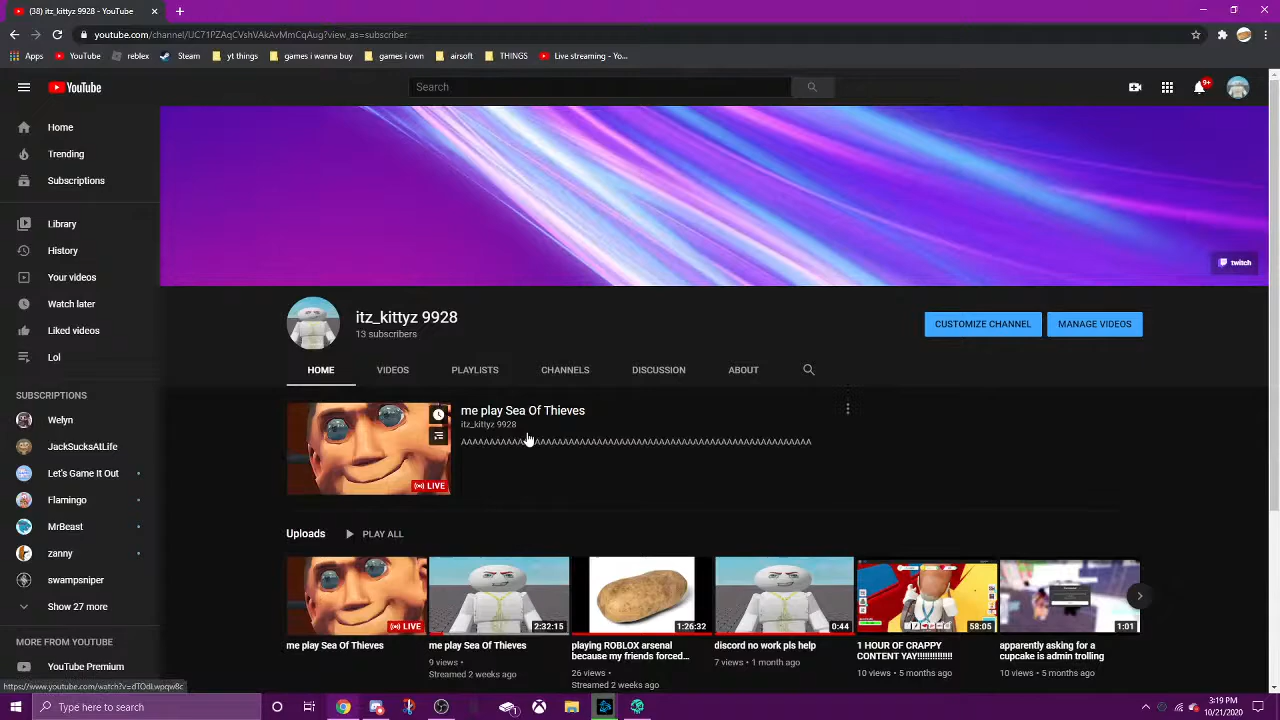 (38) itz_kittyz 9928 - YouTube
youtube.com/channel/UC71PZAqCVshVAkAvMmCqAug?view_as=subscriber
Apps YouTube reblex Steam yt things games i wanna buy games i own airsoft THINGS Live streaming - Yo...
YouTube
Search
9+
Home
Trending
Subscriptions
Library
History
Your videos
Watch later
Liked videos
Lol
SUBSCRIPTIONS
Welyn
JackSucksAtLife
Let's Game It Out
Flamingo
MrBeast
zanny
swamjsniper
Show 27 more
MORE FROM YOUTUBE
YouTube Premium
twitch
itz_kittyz 9928
13 subscribers
CUSTOMIZE CHANNEL
MANAGE VIDEOS
HOME VIDEOS PLAYLISTS CHANNELS DISCUSSION ABOUT
me play Sea Of Thieves
itz_kittyz 9928
LIVE
Uploads PLAY ALL
LIVE
me play Sea Of Thieves
2:32:15
me play Sea Of Thieves
9 views •
Streamed 2 weeks ago
1:26:32
playing ROBLOX arsenal
because my friends forced...
26 views •
Streamed 2 weeks ago
0:44
discord no work pls help
7 views • 1 month ago
58:05
1 HOUR OF CRAPPY
CONTENT YAY!!!!!!!!!!!!!
10 views • 5 months ago
1:01
apparently asking for a
cupcake is admin trolling
10 views • 5 months ago
Type here to search
3:19 PM
10/21/2020